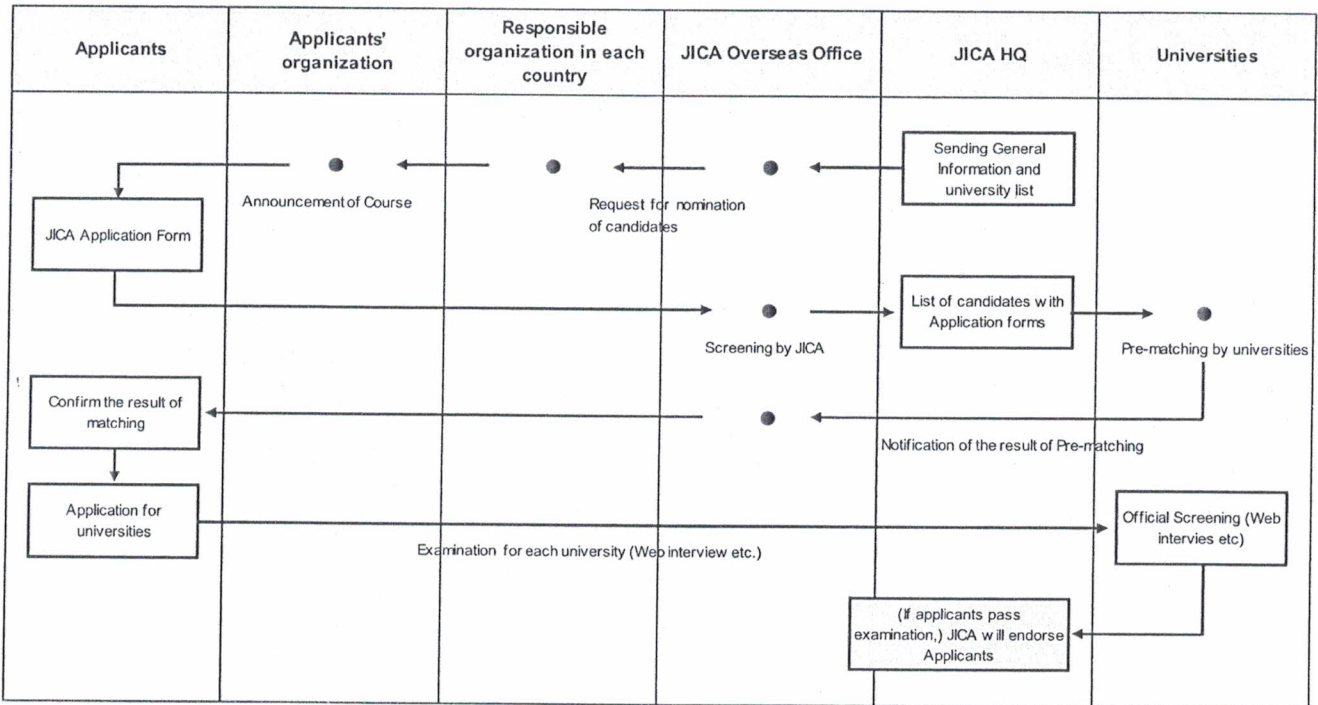 Applicants
Applicants'
organization
Responsible
organization in each
country
JICA Overseas Office
JICA HQ
Universities
Sending General
Information and
university list
Announcement of Course
Request for nomination
of candidates
JICA Application Form
List of candidates with
Application forms
Screening by JICA
Pre-matching by universities
Confirm the result of
matching
Notification of the result of Pre-matching
Application for
universities
Official Screening (Web
intervies etc)
Examination for each university (Web interview etc.)
(If applicants pass
examination,) JICA will endorse
Applicants